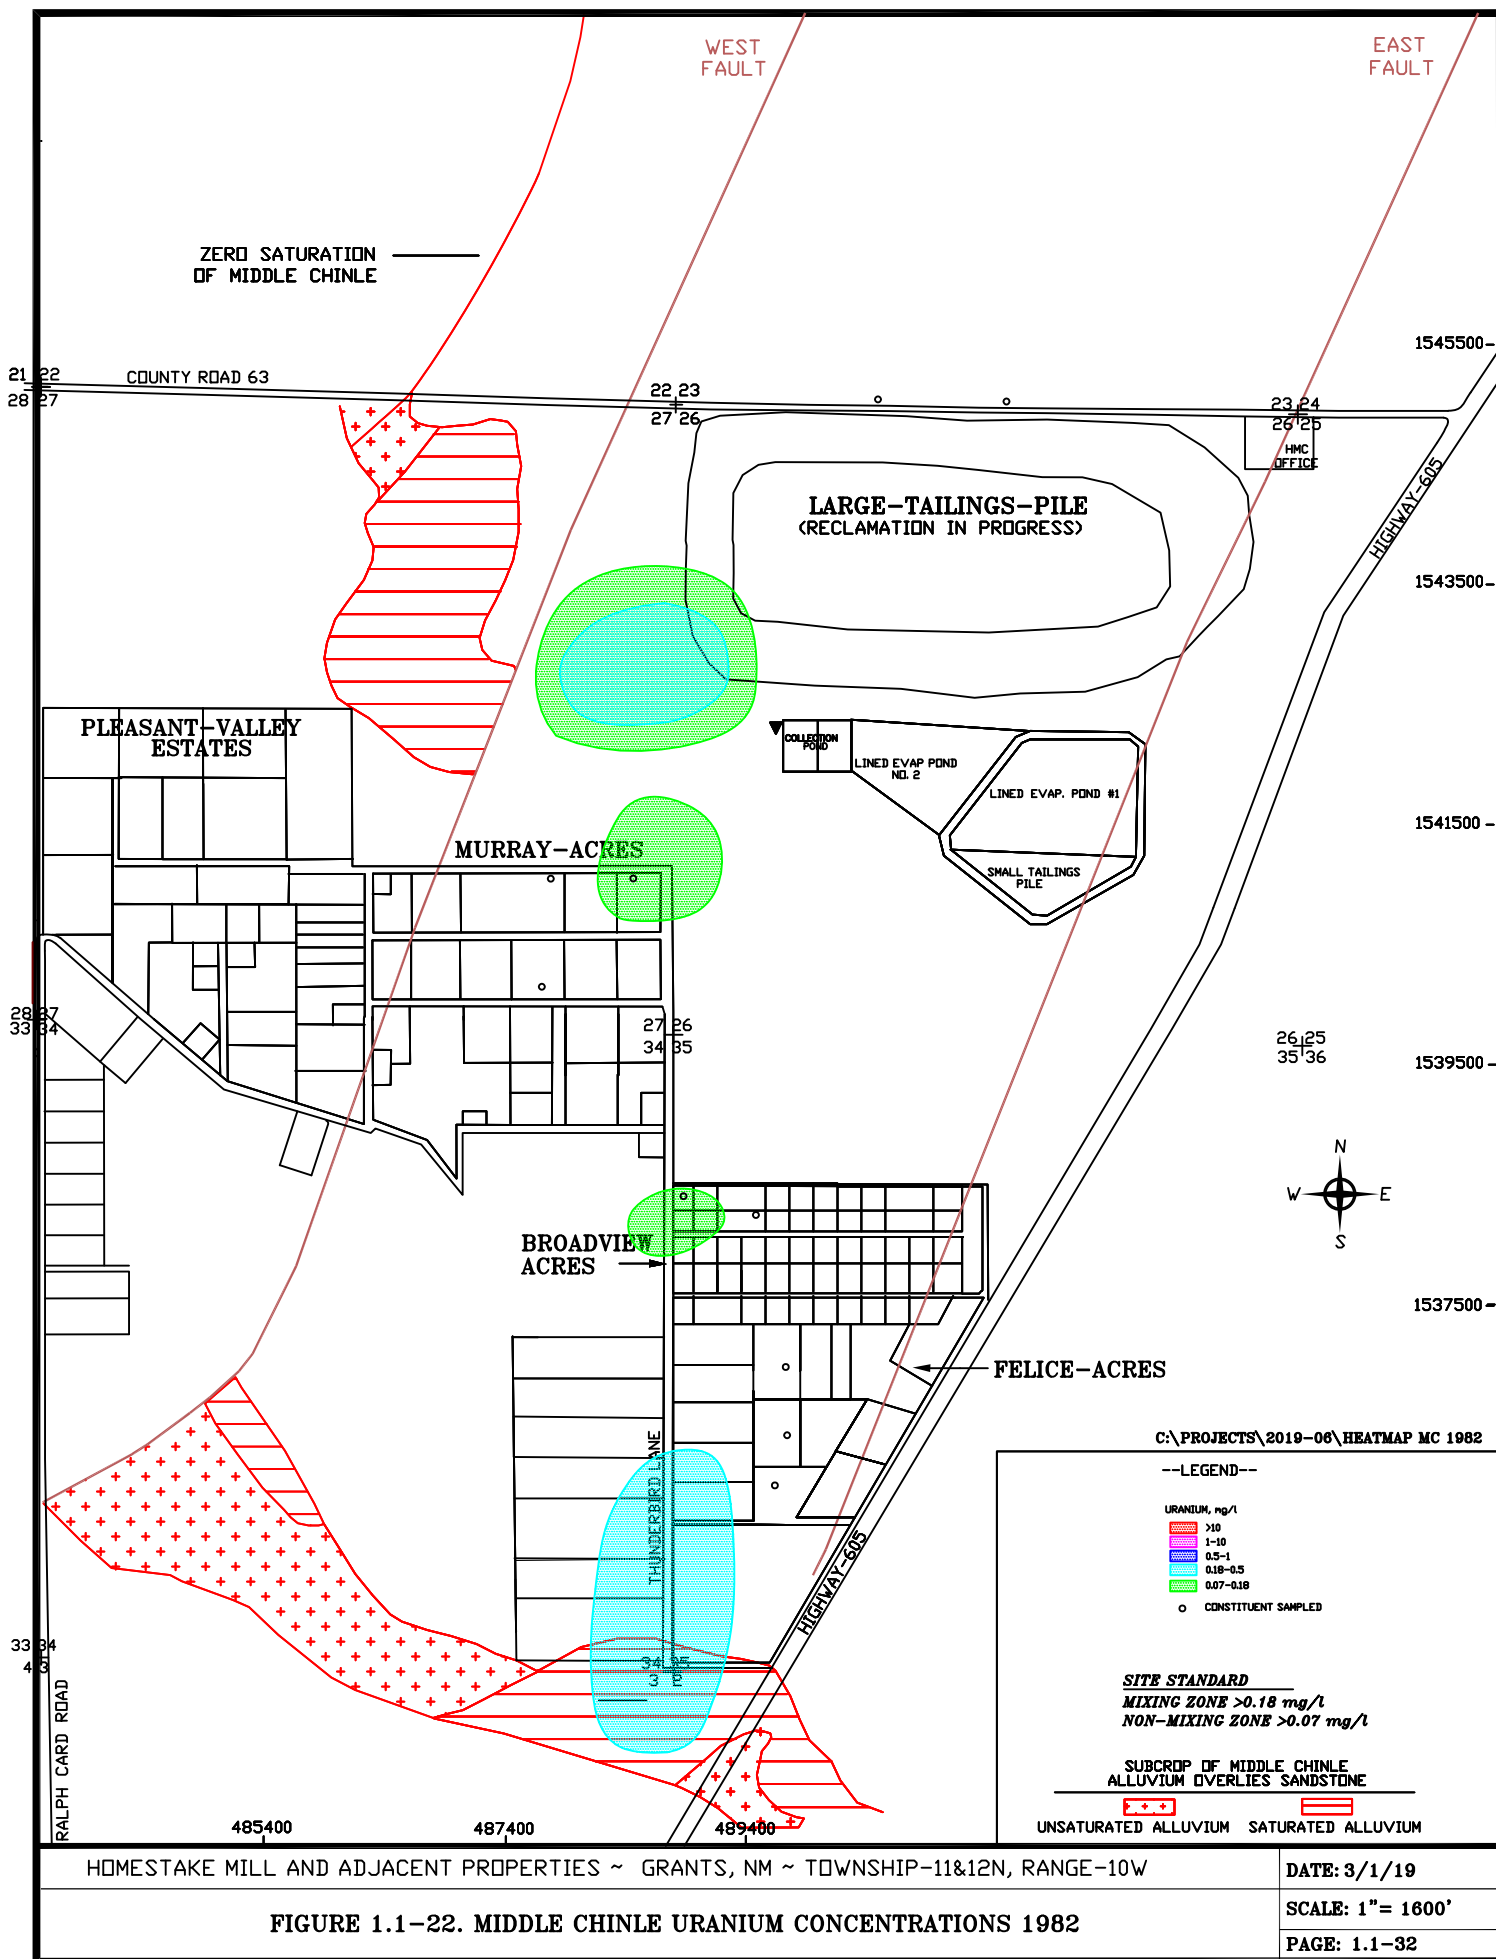 WEST
FAULT
EAST
FAULT
ZERO SATURATION
OF MIDDLE CHINLE
1545500-
21 22
28 27
COUNTY ROAD 63
22 23
27 26
23 24
26 25
HMC
OFFICE
HIGHWAY-605
LARGE-TAILINGS-PILE
(RECLAMATION IN PROGRESS)
1543500-
PLEASANT-VALLEY
ESTATES
COLLECTION
POND
LINED EVAP POND
NO. 2
LINED EVAP. POND #1
SMALL TAILINGS
PILE
1541500-
MURRAY-ACRES
28 27
33 34
27 26
34 35
26 25
35 36
1539500-
N
W E
S
BROADVIEW
ACRES
1537500-
FELICE-ACRES
THUNDERBIRD LANE
HIGHWAY-605
C:\PROJECTS\2019-06\HEATMAP MC 1982
--LEGEND--
URANIUM, mg/l
>10
1-10
0.5-1
0.18-0.5
0.07-0.18
CONSTITUENT SAMPLED
SITE STANDARD
MIXING ZONE >0.18 mg/l
NON-MIXING ZONE >0.07 mg/l
SUBCROP OF MIDDLE CHINLE
ALLUVIUM OVERLIES SANDSTONE
UNSATURATED ALLUVIUM SATURATED ALLUVIUM
33 34
4 3
RALPH CARD ROAD
485400
487400
489400
HOMESTAKE MILL AND ADJACENT PROPERTIES ~ GRANTS, NM ~ TOWNSHIP-11&12N, RANGE-10W
DATE: 3/1/19
FIGURE 1.1-22. MIDDLE CHINLE URANIUM CONCENTRATIONS 1982
SCALE: 1"= 1600'
PAGE: 1.1-32